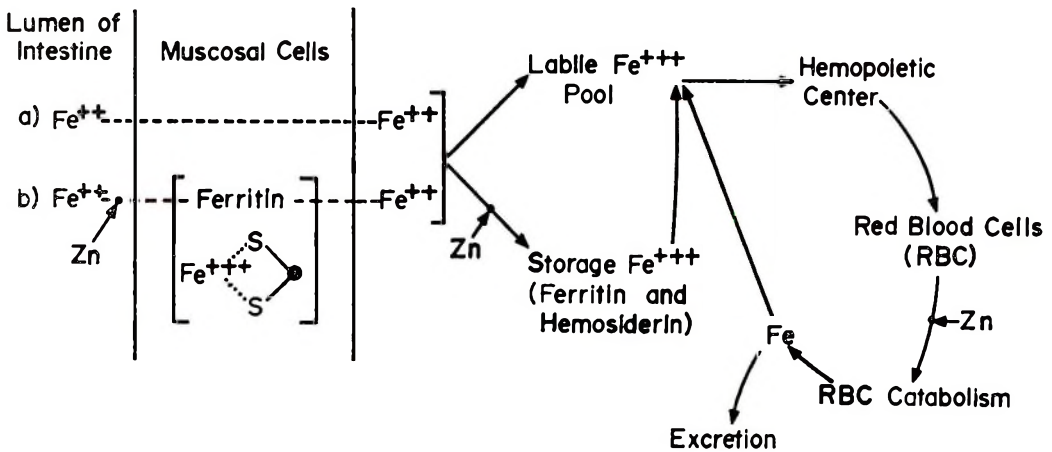 Lumen of
Intestine
Muscosal Cells
Lablie Fe+++
Pool
Hemopoietic
Center
a) Fe++
Fe++
b) Fe++
Ferritin
Fe++
Zn
S
Fe+++
S
Zn
Storage Fe+++
(Ferritin and
Hemosiderin)
Red Blood Cells
(RBC)
Zn
Fe
RBC Catabolism
Excretion